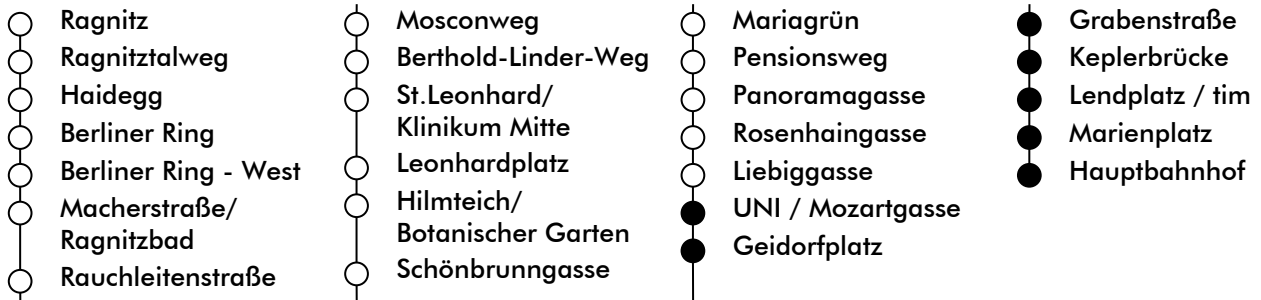 Ragnitz
Ragnitztalweg
Haidegg
Berliner Ring
Berliner Ring - West
Macherstraße/
Ragnitzbad
Rauchleitenstraße
Mosconweg
Berthold-Linder-Weg
St.Leonhard/
Klinikum Mitte
Leonhardplatz
Hilmteich/
Botanischer Garten
Schönbrunngasse
Mariagrün
Pensionsweg
Panoramagasse
Rosenhaingasse
Liebiggasse
UNI / Mozartgasse
Geidorfplatz
Grabenstraße
Keplerbrücke
Lendplatz / tim
Marienplatz
Hauptbahnhof